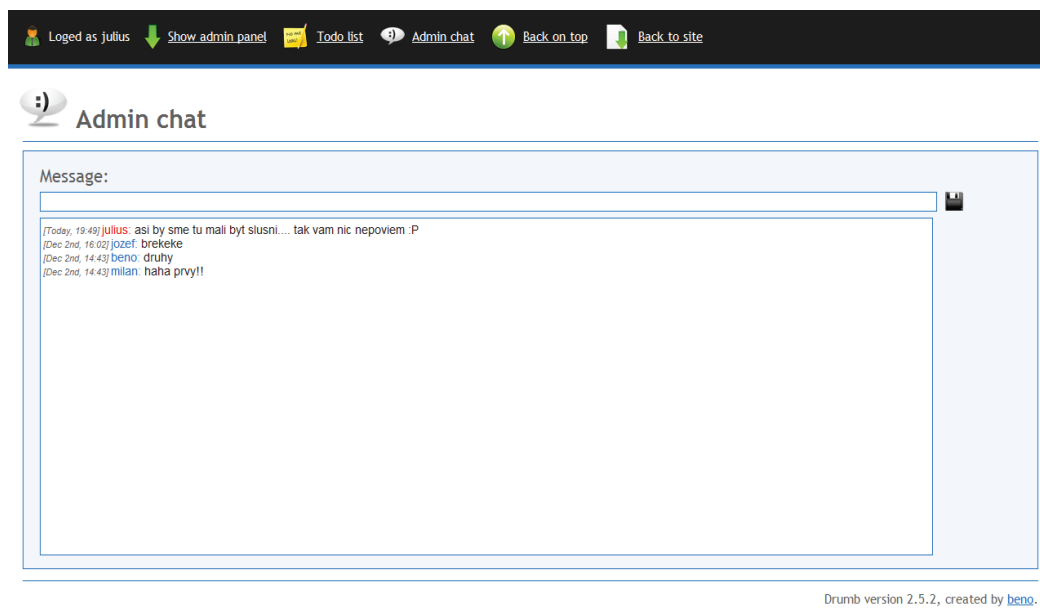 Loged as julius Show admin panel Todo list Admin chat Back on top Back to site
:) Admin chat
Message:
[Today, 19:49] julius: asi by sme tu mali byt slusni.... tak vam nic nepoviem :P
[Dec 2nd, 16:02] jozef: brekeke
[Dec 2nd, 14:43] beno: druhy
[Dec 2nd, 14:43] milan: haha prvy!!
Drumb version 2.5.2, created by beno.